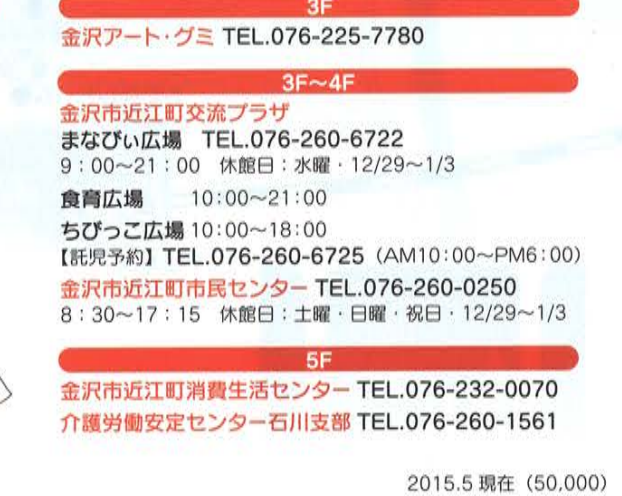 3F
金沢アート・グミ TEL.076-225-7780
3F〜4F
金沢市近江町交流プラザ
まなびぃ広場 TEL.076-260-6722
9：00〜21：00 休館日：水曜・12/29〜1/3
食育広場 10:00〜21:00
ちびっこ広場 10:00〜18:00
【託児予約】TEL.076-260-6725（AM10:00〜PM6:00）
金沢市近江町市民センター TEL.076-260-0250
8：30〜17：15 休館日：土曜・日曜・祝日・12/29〜1/3
5F
金沢市近江町消費生活センター TEL.076-232-0070
介護労働安定センター石川支部 TEL.076-260-1561
2015.5 現在（50,000）